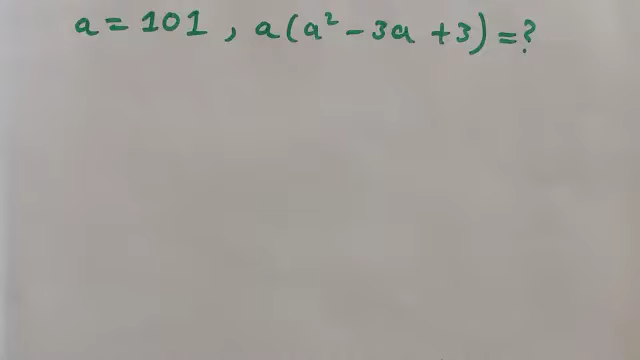 a = 101 , a(a² - 3a + 3) = ?